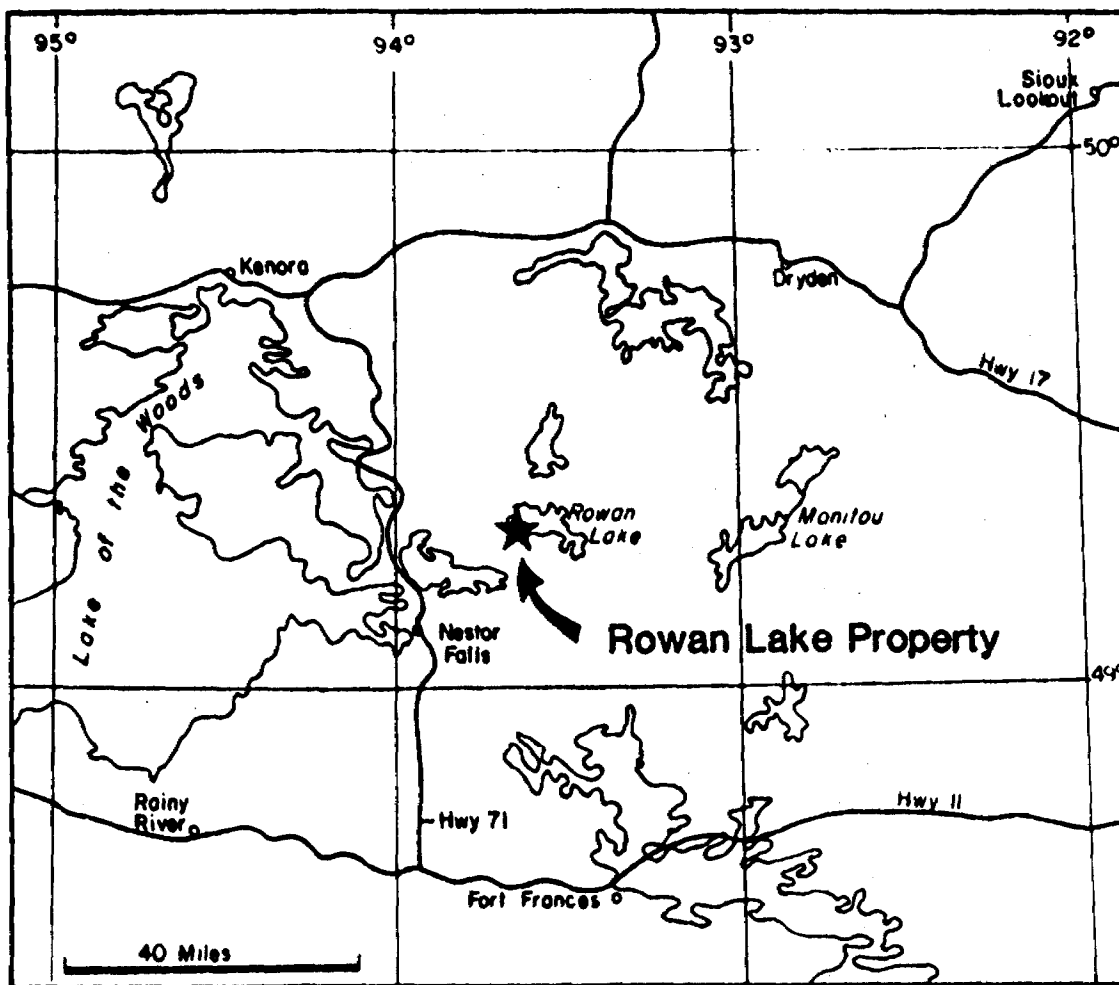 95°
94°
93°
92°
Sioux
Lookout
50°
Kenora
Dryden
Hwy 17
Lake of the Woods
Rowan
Lake
Manitou
Lake
Nestor
Falls
Rowan Lake Property
49°
Rainy
River
Hwy 71
Hwy 11
Fort Frances
40 Miles